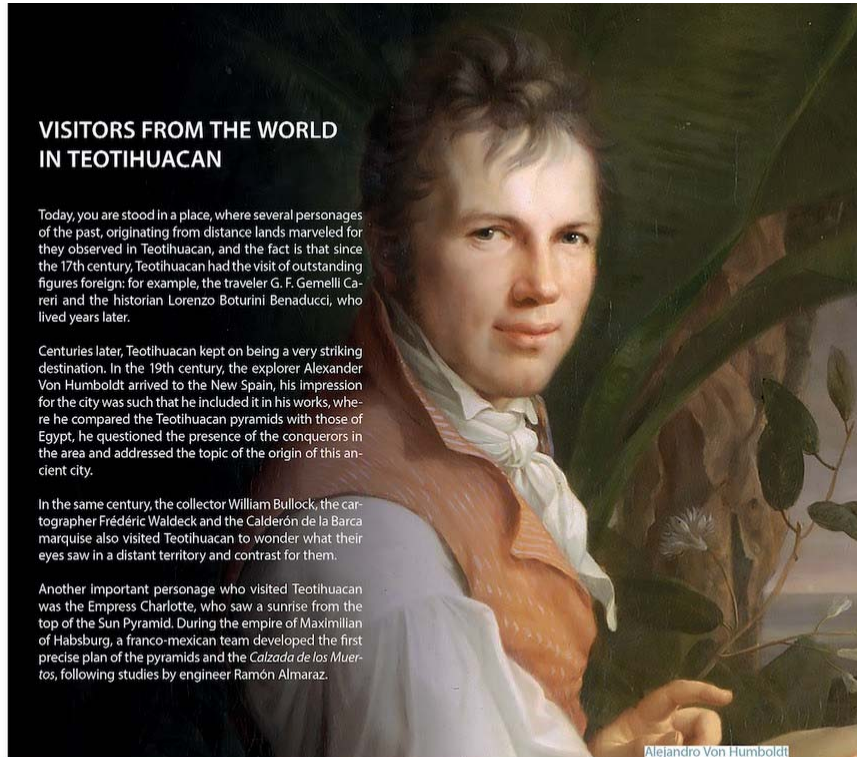 VISITORS FROM THE WORLD
IN TEOTIHUACAN
Today, you are stood in a place, where several personages
of the past, originating from distance lands marveled for
they observed in Teotihuacan, and the fact is that since
the 17th century, Teotihuacan had the visit of outstanding
figures foreign: for example, the traveler G. F. Gemelli Ca-
reri and the historian Lorenzo Boturini Benaducci, who
lived years later.
Centuries later, Teotihuacan kept on being a very striking
destination. In the 19th century, the explorer Alexander
Von Humboldt arrived to the New Spain, his impression
for the city was such that he included it in his works, whe-
re he compared the Teotihuacan pyramids with those of
Egypt, he questioned the presence of the conquerors in
the area and addressed the topic of the origin of this an-
cient city.
In the same century, the collector William Bullock, the car-
tographer Frédéric Waldeck and the Calderón de la Barca
marquise also visited Teotihuacan to wonder what their
eyes saw in a distant territory and contrast for them.
Another important personage who visited Teotihuacan
was the Empress Charlotte, who saw a sunrise from the
top of the Sun Pyramid. During the empire of Maximilian
of Habsburg, a franco-mexican team developed the first
precise plan of the pyramids and the Calzada de los Muer-
tos, following studies by engineer Ramón Almaraz.
Alejandro Von Humboldt